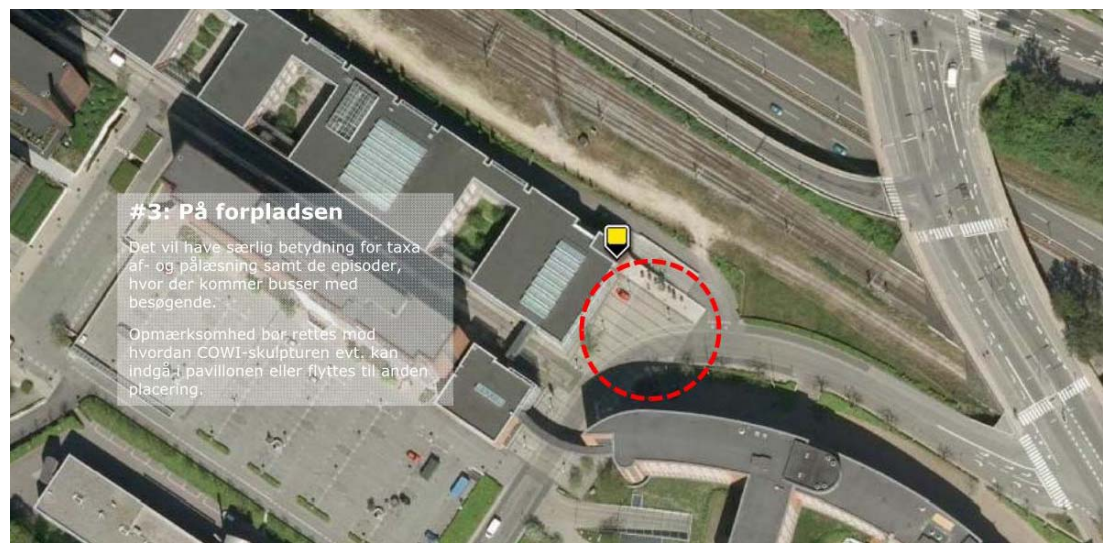 #3: På forpladsen
Det vil have særlig betydning for taxa
af- og pålæsning samt de episoder,
hvor der kommer busser med
besøgende.
Opmærksomhed bør rettes mod
hvordan COWI-skulpturen evt. kan
indgå i pavillonen eller flyttes til anden
placering.